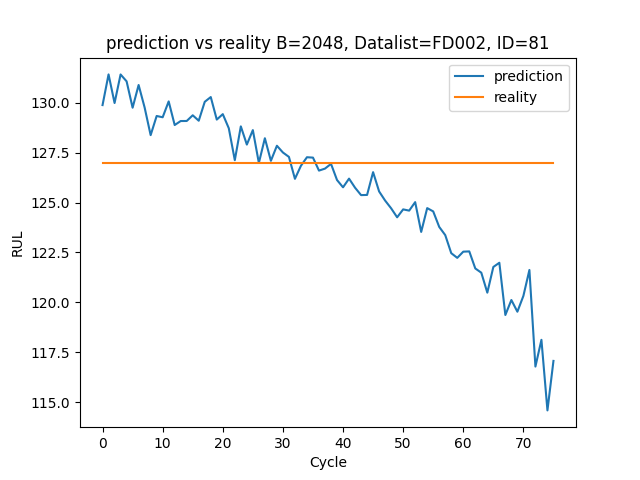 prediction vs reality B=2048, Datalist=FD002, ID=81
prediction
reality
130.0
127.5
125.0
122.5
120.0
117.5
115.0
RUL
0 10 20 30 40 50 60 70
Cycle